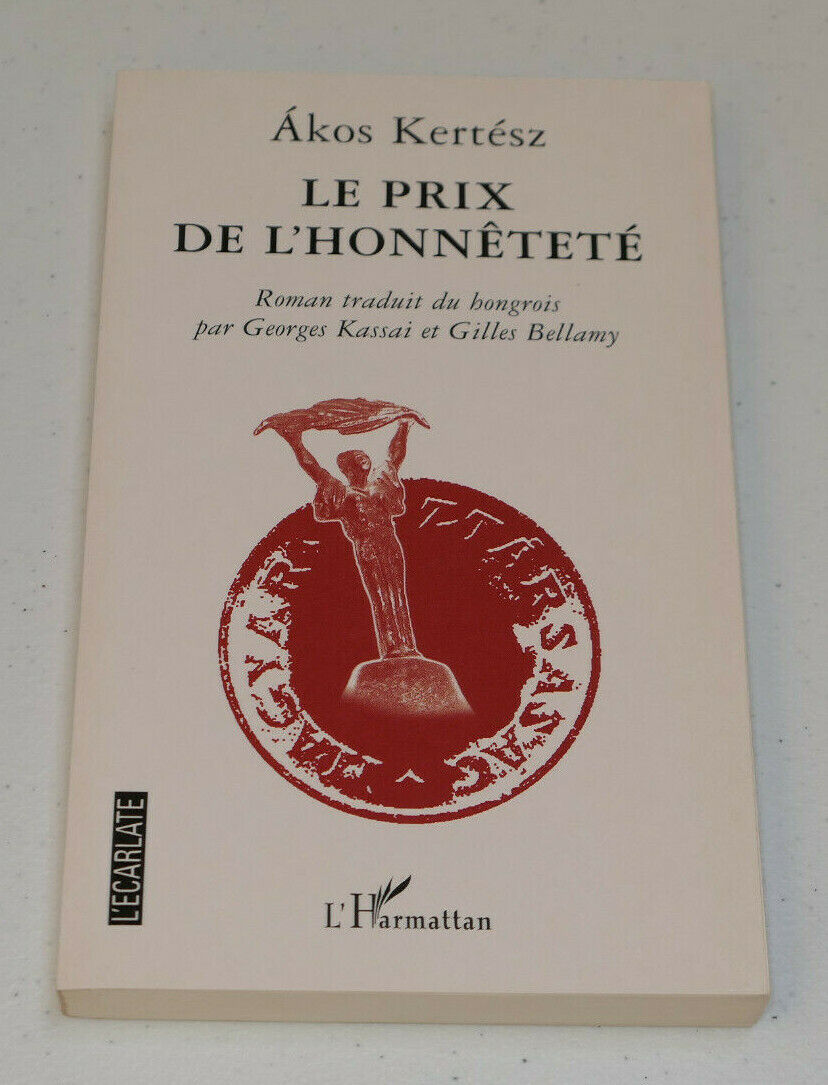 Ákos Kertész
LE PRIX
DE L'HONNÊTETÉ
Roman traduit du hongrois
par Georges Kassai et Gilles Bellamy
L'ECARLATE
L'Harmattan